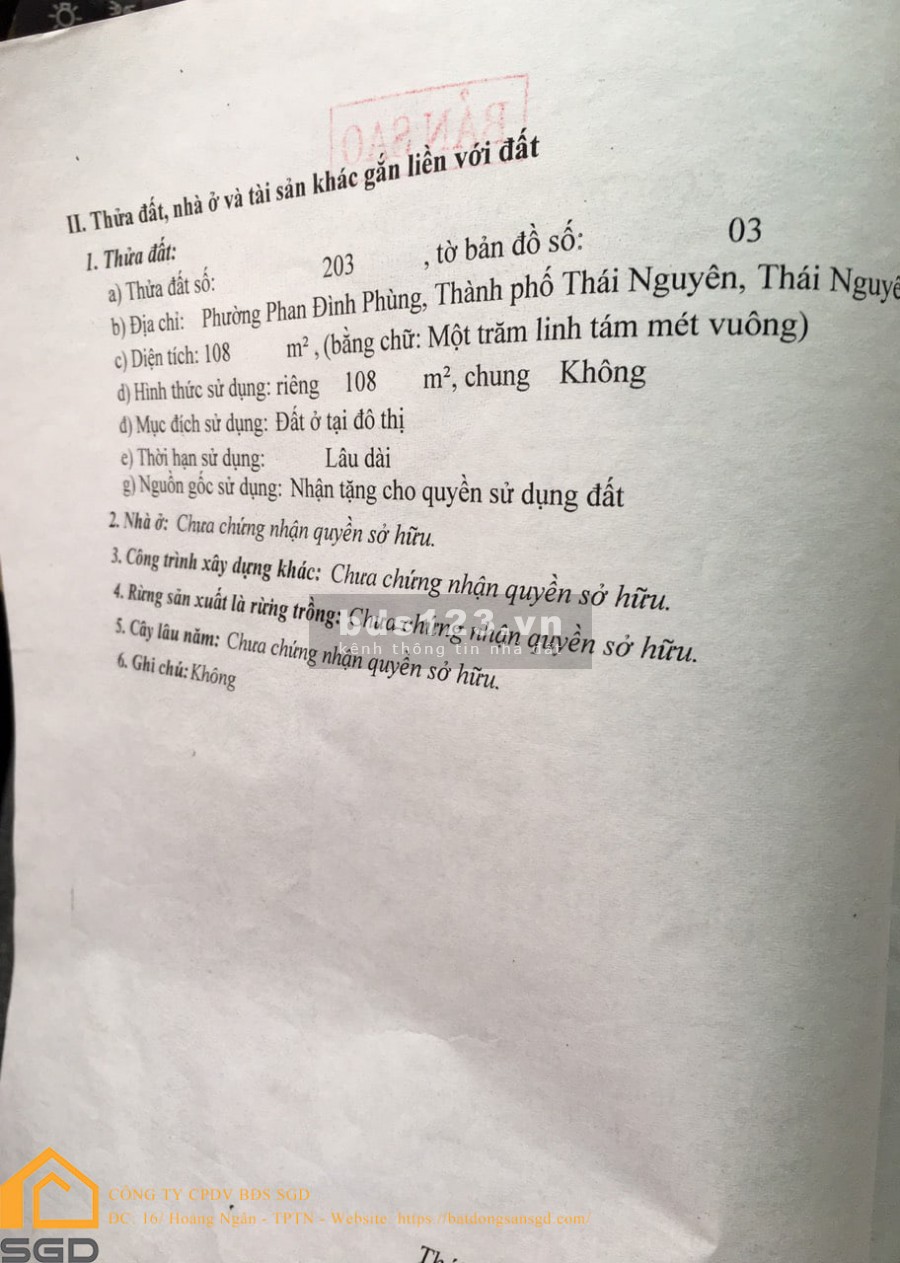 BẢN SAO
II. Thửa đất, nhà ở và tài sản khác gắn liền với đất
1. Thửa đất:
a) Thửa đất số: 203 , tờ bản đồ số: 03
b) Địa chỉ: Phường Phan Đình Phùng, Thành phố Thái Nguyên, Thái Nguyê
c) Diện tích: 108 m², (bằng chữ: Một trăm linh tám mét vuông)
d) Hình thức sử dụng: riêng 108 m², chung Không
đ) Mục đích sử dụng: Đất ở tại đô thị
e) Thời hạn sử dụng: Lâu dài
g) Nguồn gốc sử dụng: Nhận tặng cho quyền sử dụng đất
2. Nhà ở: Chưa chứng nhận quyền sở hữu.
3. Công trình xây dựng khác: Chưa chứng nhận quyền sở hữu.
4. Rừng sản xuất là rừng trồng: Chưa chứng nhận quyền sở hữu.
bds123.vn
kênh thông tin nhà đất
5. Cây lâu năm: Chưa chứng nhận quyền sở hữu.
6. Ghi chú: Không
CÔNG TY CPDV BĐS SGD
ĐC. 16/ Hoàng Ngân - TPTN - Website. https://batdongsansgd.com/
SGD